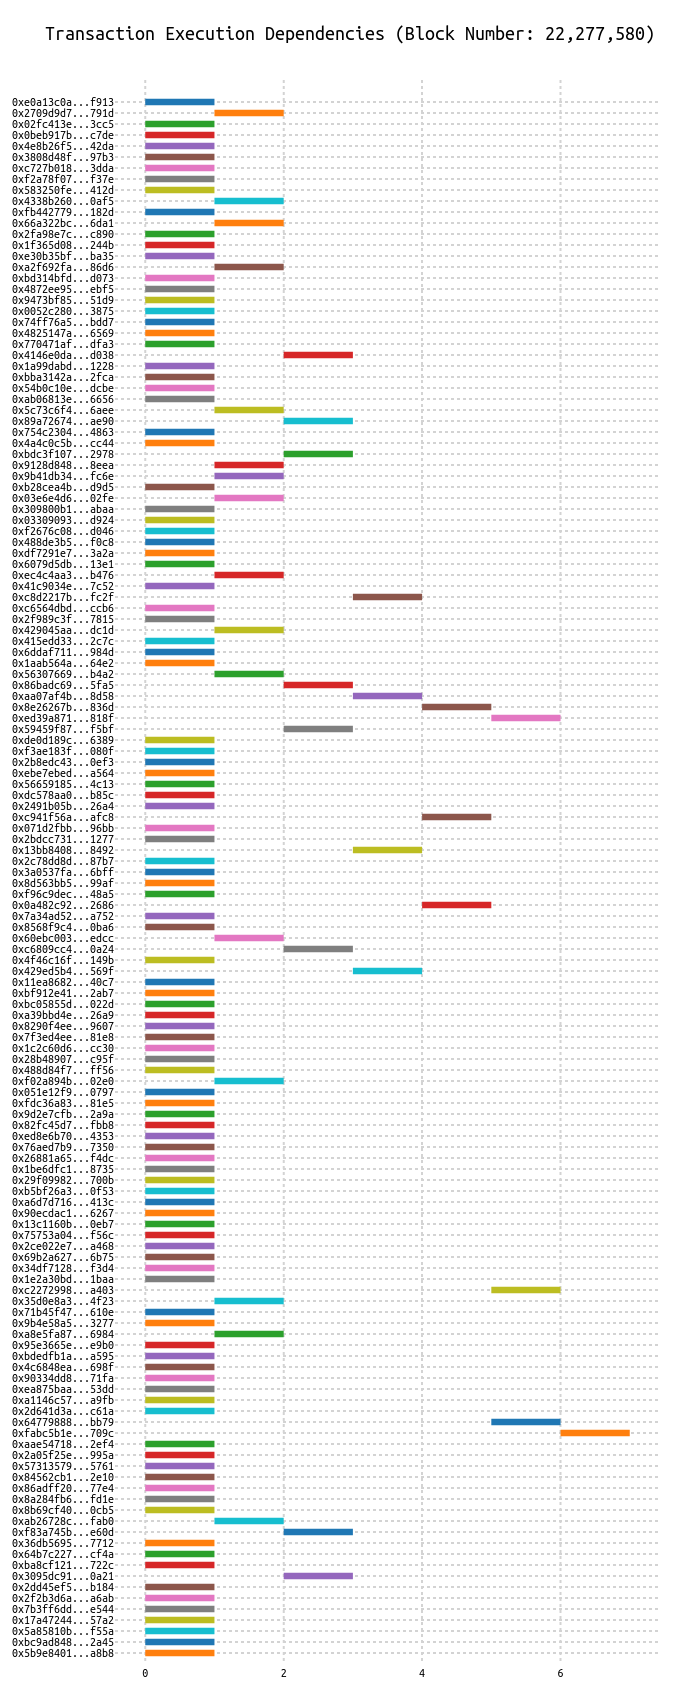 Transaction Execution Dependencies (Block Number: 22,277,580)
0xe0a13c0a...f913
0x2709d9d7...791d
0x02fc413e...3cc5
0x0beb917b...c7de
0x4e8b26f5...42da
0x3808d48f...97b3
0xc727b018...3dda
0xf2a78f07...f37e
0x583250fe...412d
0x4338b260...0af5
0xfb442779...182d
0x66a322bc...6da1
0x2fa98e7c...c890
0x1f365d08...244b
0xe30b35bf...ba35
0xa2f692fa...86d6
0xbd314bfd...d073
0x4872ee95...ebf5
0x9473bf85...51d9
0x0052c280...3875
0x74ff76a5...bdd7
0x4825147a...6569
0x770471af...dfa3
0x4146e0da...d038
0x1a99dabd...1228
0xbba3142a...2fca
0x54b0c10e...dcbe
0xab06813e...6656
0x5c73c6f4...6aee
0x89a72674...ae90
0x754c2304...4863
0x4a4c0c5b...cc44
0xbdc3f107...2978
0x9128d848...8eea
0x9b41db34...fc6e
0xb28cea4b...d9d5
0x03e6e4d6...02fe
0x309800b1...abaa
0x03309093...d924
0xf2676c08...d046
0x488de3b5...f0c8
0xdf7291e7...3a2a
0x6079d5db...13e1
0xec4c4aa3...b476
0x41c9034e...7c52
0xc8d2217b...fc2f
0xc6564dbd...ccb6
0x2f989c3f...7815
0x429045aa...dc1d
0x415edd33...2c7c
0x6ddaf711...984d
0x1aab564a...64e2
0x56307669...b4a2
0x86badc69...5fa5
0xaa07af4b...8d58
0x8e26267b...836d
0xed39a871...818f
0x59459f87...f5bf
0xde0d189c...6389
0xf3ae183f...080f
0x2b8edc43...0ef3
0xebe7ebed...a564
0x56659185...4c13
0xdc578aa0...b85c
0x2491b05b...26a4
0xc941f56a...afc8
0x071d2fbb...96bb
0x2bdcc731...1277
0x13bb8408...8492
0x2c78dd8d...87b7
0x3a0537fa...6bff
0x8d563bb5...99af
0xf96c9dec...48a5
0x0a482c92...2686
0x7a34ad52...a752
0x8568f9c4...0ba6
0x60ebc003...edcc
0xc6809cc4...0a24
0x4f46c16f...149b
0x429ed5b4...569f
0x11ea8682...40c7
0xbf912e41...2ab7
0xbc05855d...022d
0xa39bbd4e...26a9
0x8290f4ee...9607
0x7f3ed4ee...81e8
0x1c2c60d6...cc30
0x28b48907...c95f
0x488d84f7...ff56
0xf02a894b...02e0
0x051e12f9...0797
0xfdc36a83...81e5
0x9d2e7cfb...2a9a
0x82fc45d7...fbb8
0xed8e6b70...4353
0x76aed7b9...7350
0x26881a65...f4dc
0x1be6dfc1...8735
0x29f09982...700b
0xb5bf26a3...0f53
0xa6d7d716...413c
0x90ecdac1...6267
0x13c1160b...0eb7
0x75753a04...f56c
0x2ce022e7...a468
0x69b2a627...6b75
0x34df7128...f3d4
0x1e2a30bd...1baa
0xc2272998...a403
0x35d0e8a3...4f23
0x71b45f47...610e
0x9b4e58a5...3277
0xa8e5fa87...6984
0x95e3665e...e9b0
0xbdedfb1a...a595
0x4c6848ea...698f
0x90334dd8...71fa
0xea875baa...53dd
0xa1146c57...a9fb
0x2d641d3a...c61a
0x64779888...bb79
0xfabc5b1e...709c
0xaae54718...2ef4
0x2a05f25e...995a
0x57313579...5761
0x84562cb1...2e10
0x86adff20...77e4
0x8a284fb6...fd1e
0x8b69cf40...0cb5
0xab26728c...fab0
0xf83a745b...e60d
0x36db5695...7712
0x64b7c227...cf4a
0xba8cf121...722c
0x3095dc91...0a21
0x2dd45ef5...b184
0x2f2b3d6a...a6ab
0x7b3ff6dd...e544
0x17a47244...57a2
0x5a85810b...f55a
0xbc9ad848...2a45
0x5b9e8401...a8b8
0 2 4 6